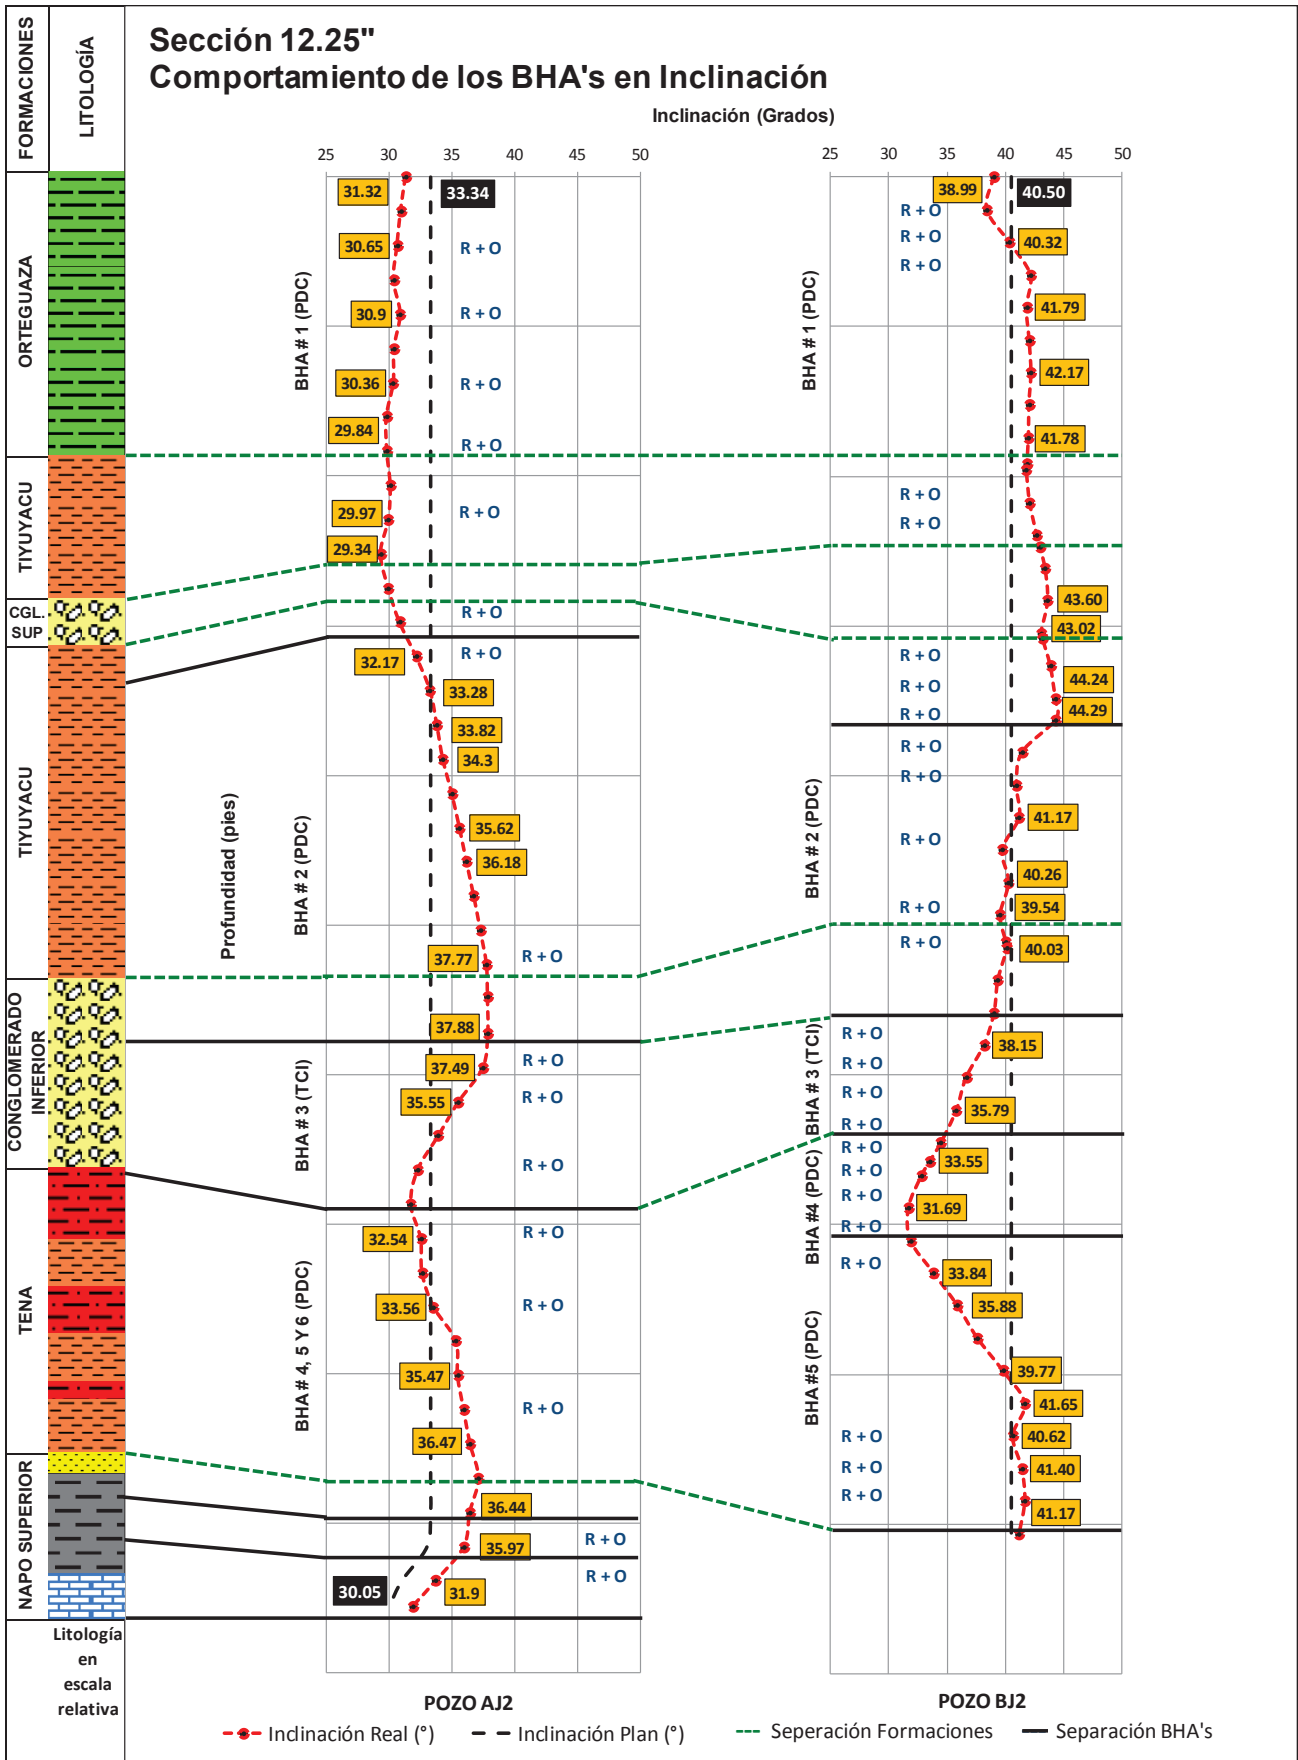 Sección 12.25"
Comportamiento de los BHA's en Inclinación
Inclinación (Grados)
FORMACIONES
LITOLOGÍA
ORTEGUAZA
TIYUYACU
CGL.
SUP
TIYUYACU
CONGLOMERADO
INFERIOR
TENA
NAPO SUPERIOR
Litología
en
escala
relativa
Profundidad (pies)
25 30 35 40 45 50
31.32
33.34
30.65
R + O
30.9
R + O
30.36
R + O
29.84
R + O
29.97
R + O
29.34
R + O
32.17
R + O
33.28
33.82
34.3
35.62
36.18
37.77
R + O
37.88
37.49
R + O
35.55
R + O
R + O
32.54
R + O
33.56
R + O
35.47
R + O
36.47
36.44
35.97
R + O
R + O
30.05
31.9
BHA # 1 (PDC)
BHA # 2 (PDC)
BHA # 3 (TCI)
BHA # 4, 5 Y 6 (PDC)
POZO AJ2
25 30 35 40 45 50
38.99
40.50
R + O
R + O
40.32
R + O
41.79
42.17
41.78
R + O
R + O
43.60
43.02
R + O
44.24
R + O
44.29
R + O
R + O
R + O
41.17
R + O
40.26
39.54
R + O
R + O
40.03
R + O
38.15
R + O
R + O
35.79
R + O
R + O
33.55
R + O
R + O
31.69
R + O
R + O
33.84
35.88
39.77
41.65
R + O
40.62
R + O
41.40
R + O
41.17
BHA # 1 (PDC)
BHA # 2 (PDC)
BHA # 3 (TCI)
BHA #4 (PDC)
BHA #5 (PDC)
POZO BJ2
Inclinación Real (°)
Inclinación Plan (°)
Seperación Formaciones
Separación BHA's